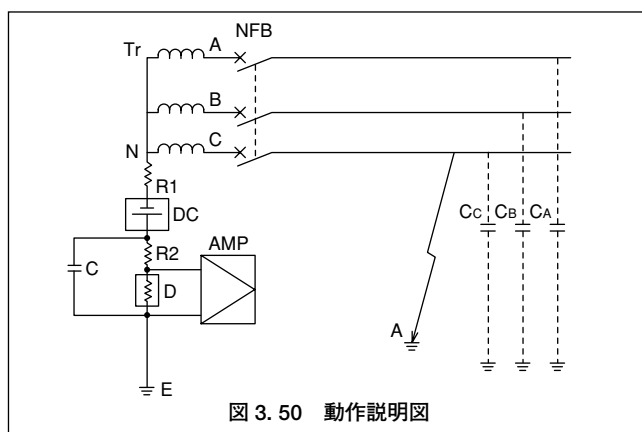 Tr
A
NFB
B
N
C
R1
DC
R2
AMP
C
D
E
A
CC CB CA
図 3. 50 動作説明図